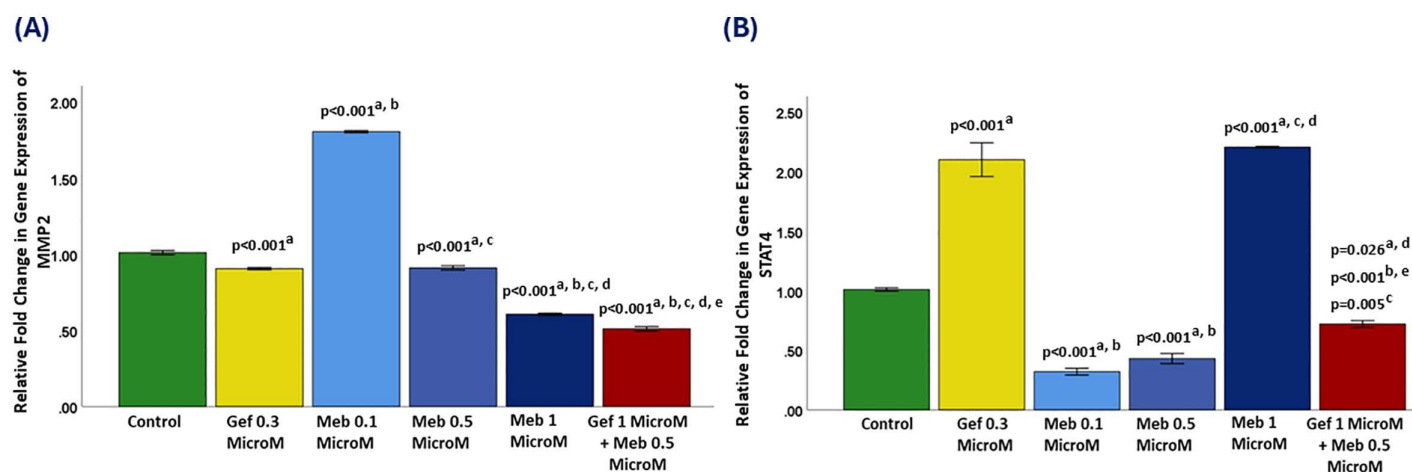 (A)
Relative Fold Change in Gene Expression of
MMP2
2.00
1.50
1.00
.50
.00
p<0.001a, b
p<0.001a
p<0.001a, c
p<0.001a, b, c, d
p<0.001a, b, c, d, e
Control
Gef 0.3
MicroM
Meb 0.1
MicroM
Meb 0.5
MicroM
Meb 1
MicroM
Gef 1 MicroM
+ Meb 0.5
MicroM
(B)
Relative Fold Change in Gene Expression of
STAT4
2.50
2.00
1.50
1.00
.50
.00
p<0.001a
p<0.001a, b
p<0.001a, b
p<0.001a, c, d
p=0.026a, d
p<0.001b, e
p=0.005c
Control
Gef 0.3
MicroM
Meb 0.1
MicroM
Meb 0.5
MicroM
Meb 1
MicroM
Gef 1 MicroM
+ Meb 0.5
MicroM